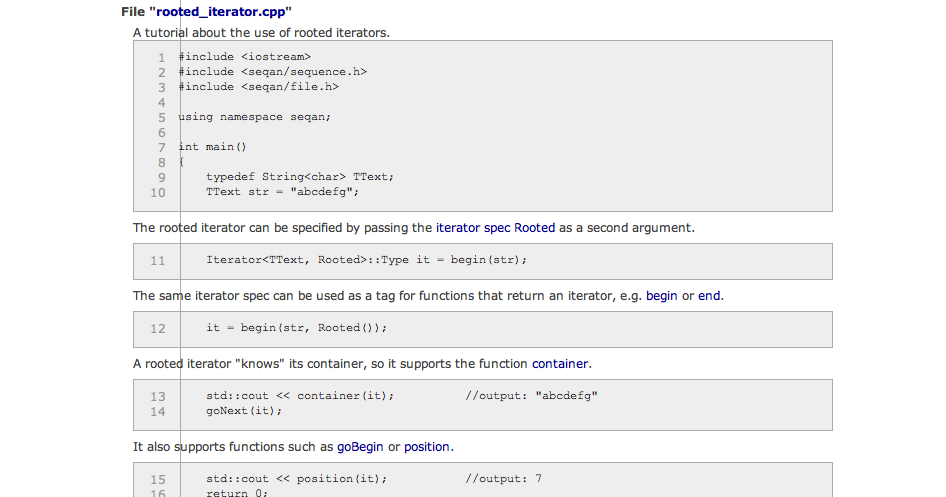 File "rooted_iterator.cpp"
A tutorial about the use of rooted iterators.
1 #include <iostream>
2 #include <seqan/sequence.h>
3 #include <seqan/file.h>
4
5 using namespace seqan;
6
7 int main()
8 {
9 typedef String<char> TText;
10 TText str = "abcdefg";
The rooted iterator can be specified by passing the iterator spec Rooted as a second argument.
11 Iterator<TText, Rooted>::Type it = begin(str);
The same iterator spec can be used as a tag for functions that return an iterator, e.g. begin or end.
12 it = begin(str, Rooted());
A rooted iterator "knows" its container, so it supports the function container.
13 std::cout << container(it); //output: "abcdefg"
14 goNext(it);
It also supports functions such as goBegin or position.
15 std::cout << position(it); //output: 7
16 return 0;